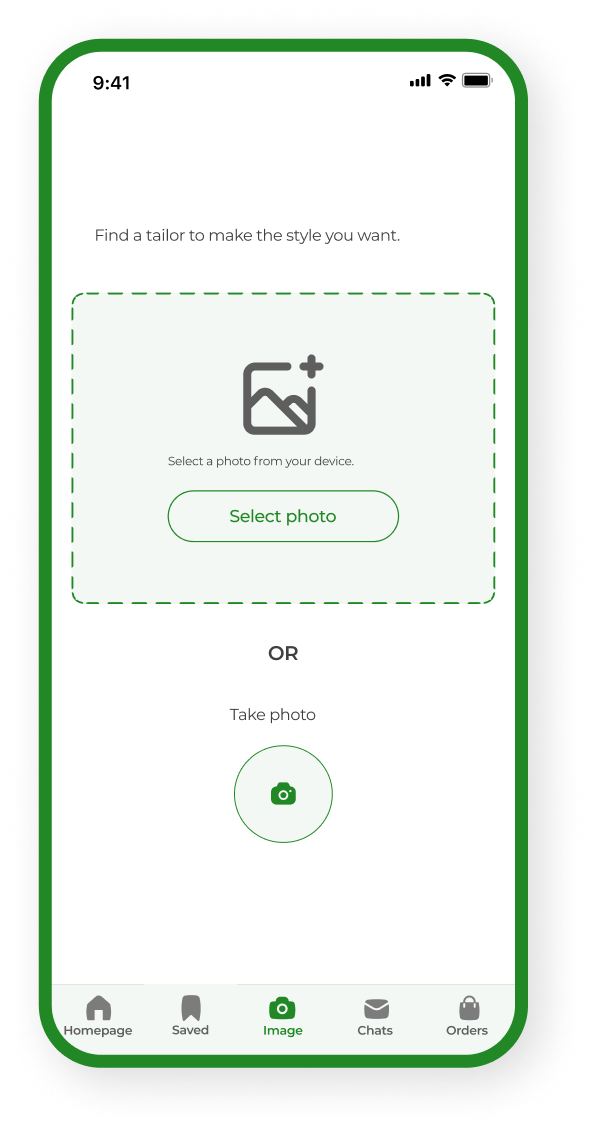 9:41
Find a tailor to make the style you want.
Select a photo from your device.
Select photo
OR
Take photo
Homepage
Saved
Image
Chats
Orders